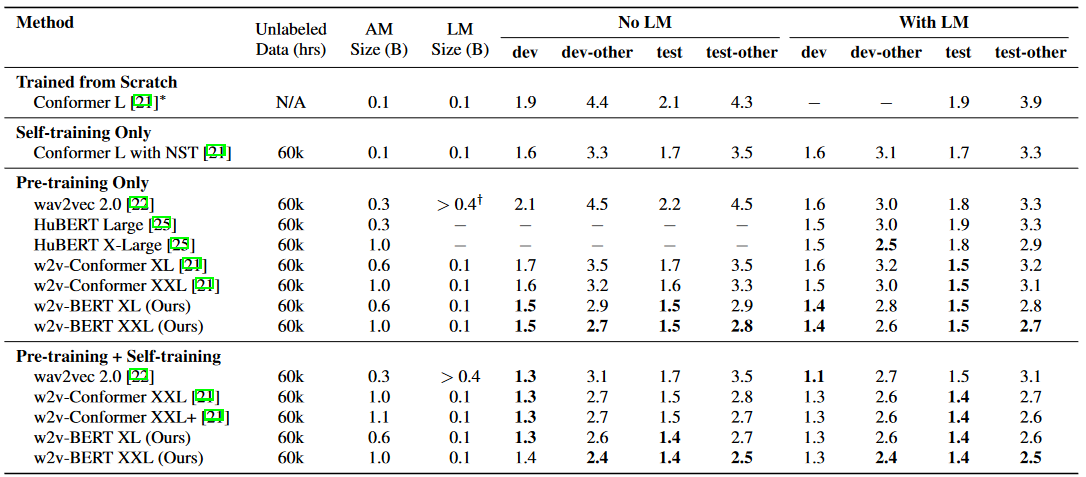 Method Unlabeled Data (hrs) AM Size (B) LM Size (B) No LM With LM
dev dev-other test test-other dev dev-other test test-other
Trained from Scratch
Conformer L [21]* N/A 0.1 0.1 1.9 4.4 2.1 4.3 – – 1.9 3.9
Self-training Only
Conformer L with NST [21] 60k 0.1 0.1 1.6 3.3 1.7 3.5 1.6 3.1 1.7 3.3
Pre-training Only
wav2vec 2.0 [22] 60k 0.3 > 0.4† 2.1 4.5 2.2 4.5 1.6 3.0 1.8 3.3
HuBERT Large [25] 60k 0.3 – – – – – 1.5 3.0 1.9 3.3
HuBERT X-Large [25] 60k 1.0 – – – – – 1.5 2.5 1.8 2.9
w2v-Conformer XL [21] 60k 0.6 0.1 1.7 3.5 1.7 3.5 1.6 3.2 1.5 3.2
w2v-Conformer XXL [21] 60k 1.0 0.1 1.6 3.2 1.6 3.3 1.5 3.0 1.5 3.1
w2v-BERT XL (Ours) 60k 0.6 0.1 1.5 2.9 1.5 2.9 1.4 2.8 1.5 2.8
w2v-BERT XXL (Ours) 60k 1.0 0.1 1.5 2.7 1.5 2.8 1.4 2.6 1.5 2.7
Pre-training + Self-training
wav2vec 2.0 [22] 60k 0.3 > 0.4 1.3 3.1 1.7 3.5 1.1 2.7 1.5 3.1
w2v-Conformer XXL [21] 60k 1.0 0.1 1.3 2.7 1.5 2.8 1.3 2.6 1.4 2.7
w2v-Conformer XXL+ [21] 60k 1.1 0.1 1.3 2.7 1.5 2.7 1.3 2.6 1.4 2.6
w2v-BERT XL (Ours) 60k 0.6 0.1 1.3 2.6 1.4 2.7 1.3 2.6 1.4 2.6
w2v-BERT XXL (Ours) 60k 1.0 0.1 1.4 2.4 1.4 2.5 1.3 2.4 1.4 2.5